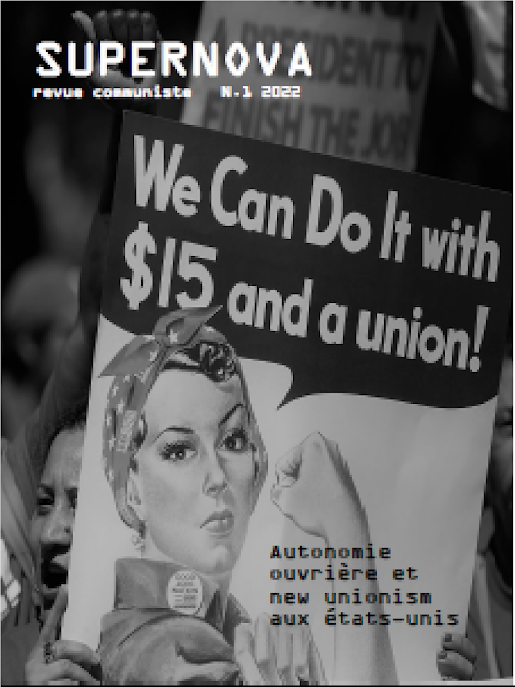 SUPERNOVA
revue communiste N.1 2022
A PRESIDENT TO
FINISH THE JOB
We Can Do It with
$15 and a union!
Autonomie
ouvrière et
new unionism
aux états-unis